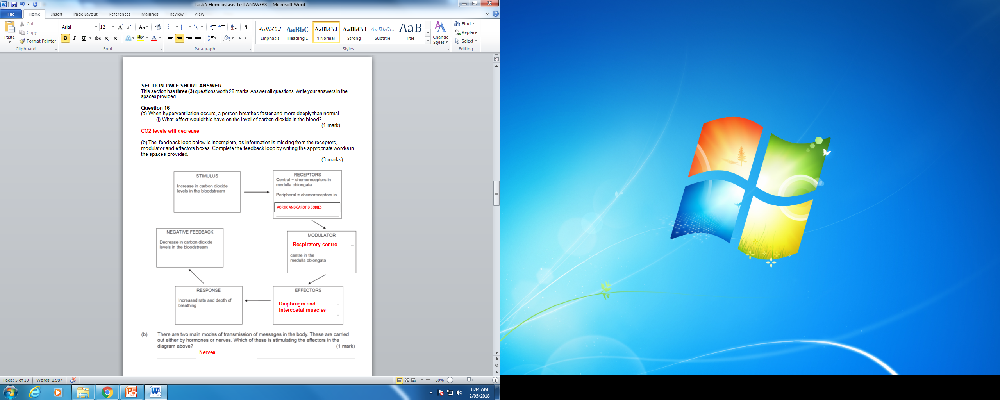 Task 5 Homeostasis Test ANSWERS - Microsoft Word
File Home Insert Page Layout References Mailings Review View
Paste
Cut
Copy
Format Painter
Clipboard
Arial 12
Font
Paragraph
AaBbCcI AaBbC AaBbCcI AaBbCcI AaBbCcI AaB
Emphasis Heading 1 ¶ Normal Strong Subtitle Title
Styles
Change Styles
Find
Replace
Select
Editing
SECTION TWO: SHORT ANSWER
This section has three (3) questions worth 28 marks. Answer all questions. Write your answers in the
spaces provided.
Question 16
(a) When hyperventilation occurs, a person breathes faster and more deeply than normal.
(i) What effect would this have on the level of carbon dioxide in the blood?
(1 mark)
CO2 levels will decrease
(b) The feedback loop below is incomplete, as information is missing from the receptors,
modulator and effectors boxes. Complete the feedback loop by writing the appropriate word/s in
the spaces provided.
(3 marks)
STIMULUS
Increase in carbon dioxide
levels in the bloodstream
RECEPTORS
Central = chemoreceptors in
medulla oblongata
Peripheral = chemoreceptors in
AORTIC AND CAROTID BODIES
NEGATIVE FEEDBACK
Decrease in carbon dioxide
levels in the bloodstream
MODULATOR
Respiratory centre
centre in the
medulla oblongata
RESPONSE
Increased rate and depth of
breathing
EFFECTORS
Diaphragm and
intercostal muscles
(b) There are two main modes of transmission of messages in the body. These are carried
out either by hormones or nerves. Which of these is stimulating the effectors in the
diagram above? (1 mark)
Nerves
Page: 5 of 10 Words: 1,987 80%
8:44 AM
2/05/2018